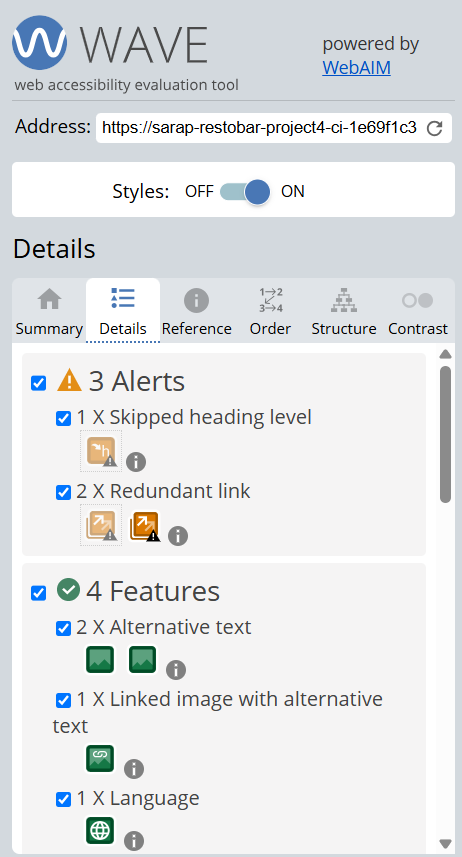 WAVE
powered by
WebAIM
web accessibility evaluation tool
Address: https://sarap-restobar-project4-ci-1e69f1c3
Styles: OFF ON
Details
Summary Details Reference Order Structure Contrast
3 Alerts
1 X Skipped heading level
2 X Redundant link
4 Features
2 X Alternative text
1 X Linked image with alternative
text
1 X Language